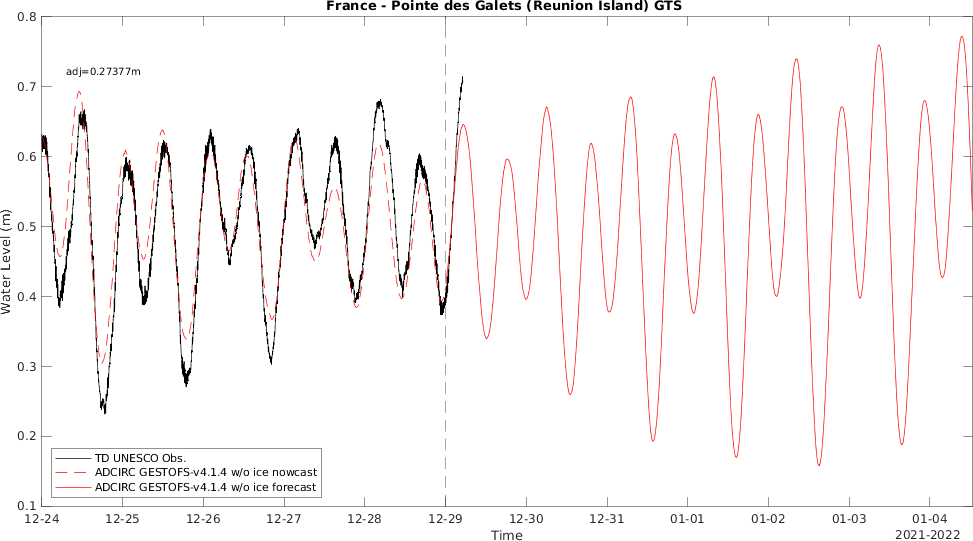 France - Pointe des Galets (Reunion Island) GTS
0.8
0.7
0.6
0.5
0.4
0.3
0.2
0.1
Water Level (m)
adj=0.27377m
TD UNESCO Obs.
ADCIRC GESTOFS-v4.1.4 w/o ice nowcast
ADCIRC GESTOFS-v4.1.4 w/o ice forecast
12-24 12-25 12-26 12-27 12-28 12-29 12-30 12-31 01-01 01-02 01-03 01-04
Time
2021-2022